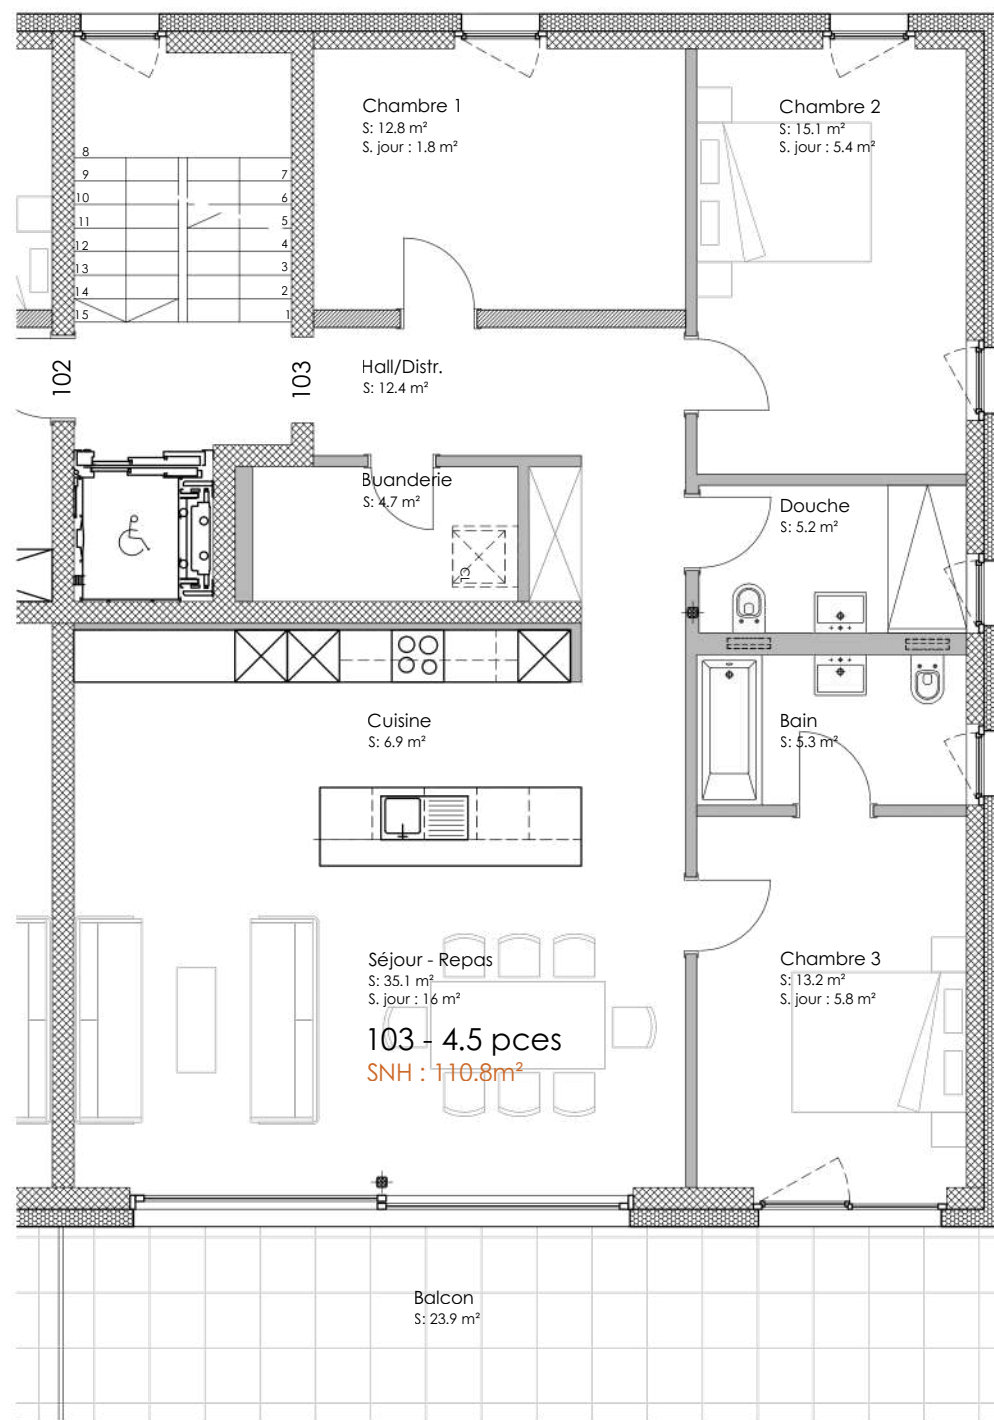 Chambre 1
S: 12.8 m²
S. jour : 1.8 m²
Chambre 2
S: 15.1 m²
S. jour : 5.4 m²
8
9
10
11
12
13
14
15
7
6
5
4
3
2
1
102
103
Hall/Distr.
S: 12.4 m²
Buanderie
S: 4.7 m²
CL
Douche
S: 5.2 m²
Cuisine
S: 6.9 m²
Bain
S: 5.3 m²
Séjour - Repas
S: 35.1 m²
S. jour : 16 m²
103 - 4.5 pces
SNH : 110.8m²
Chambre 3
S: 13.2 m²
S. jour : 5.8 m²
Balcon
S: 23.9 m²